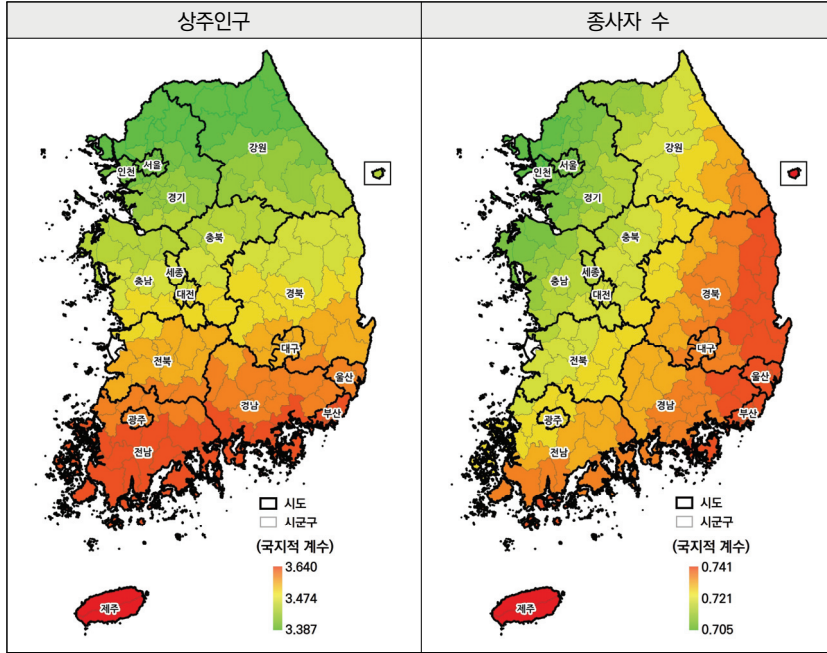 상주인구
종사자 수
강원
서울
인천
경기
충북
세종
충남
대전
경북
대구
전북
울산
경남
부산
광주
전남
시도
시군구
(국지적 계수)
3.640
3.474
3.387
제주
강원
서울
인천
경기
충북
세종
충남
대전
경북
대구
전북
울산
경남
부산
광주
전남
시도
시군구
(국지적 계수)
0.741
0.721
0.705
제주